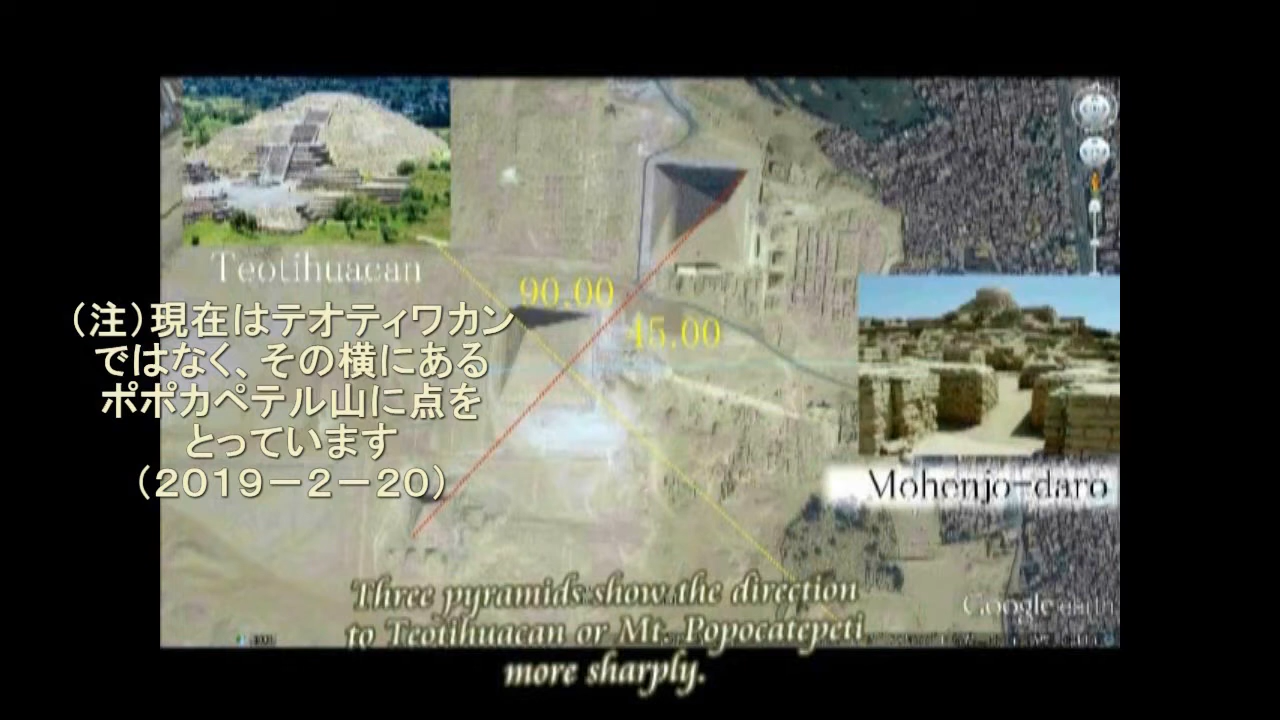 Teotihuacan
90.00
45.00
（注）現在はテオティワカン
ではなく、その横にある
ポポカペテル山に点を
とっています
（２０１９－２－２０）
Mohenjo-daro
Three pyramids show the direction
to Teotihuacan or Mt. Popocatepetl
more sharply.
Google earth